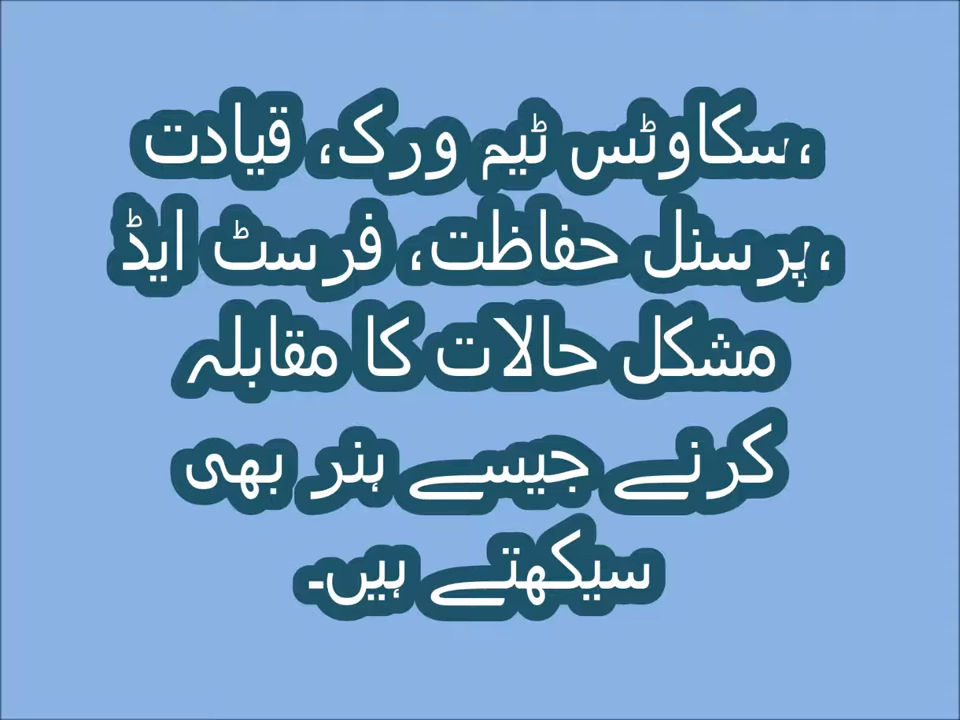 سکاوٹس ٹیم ورک، قیادت،
پرسنل حفاظت، فرسٹ ایڈ،
مشکل حالات کا مقابلہ
کرنے جیسے ہنر بھی
سیکھتے ہیں۔